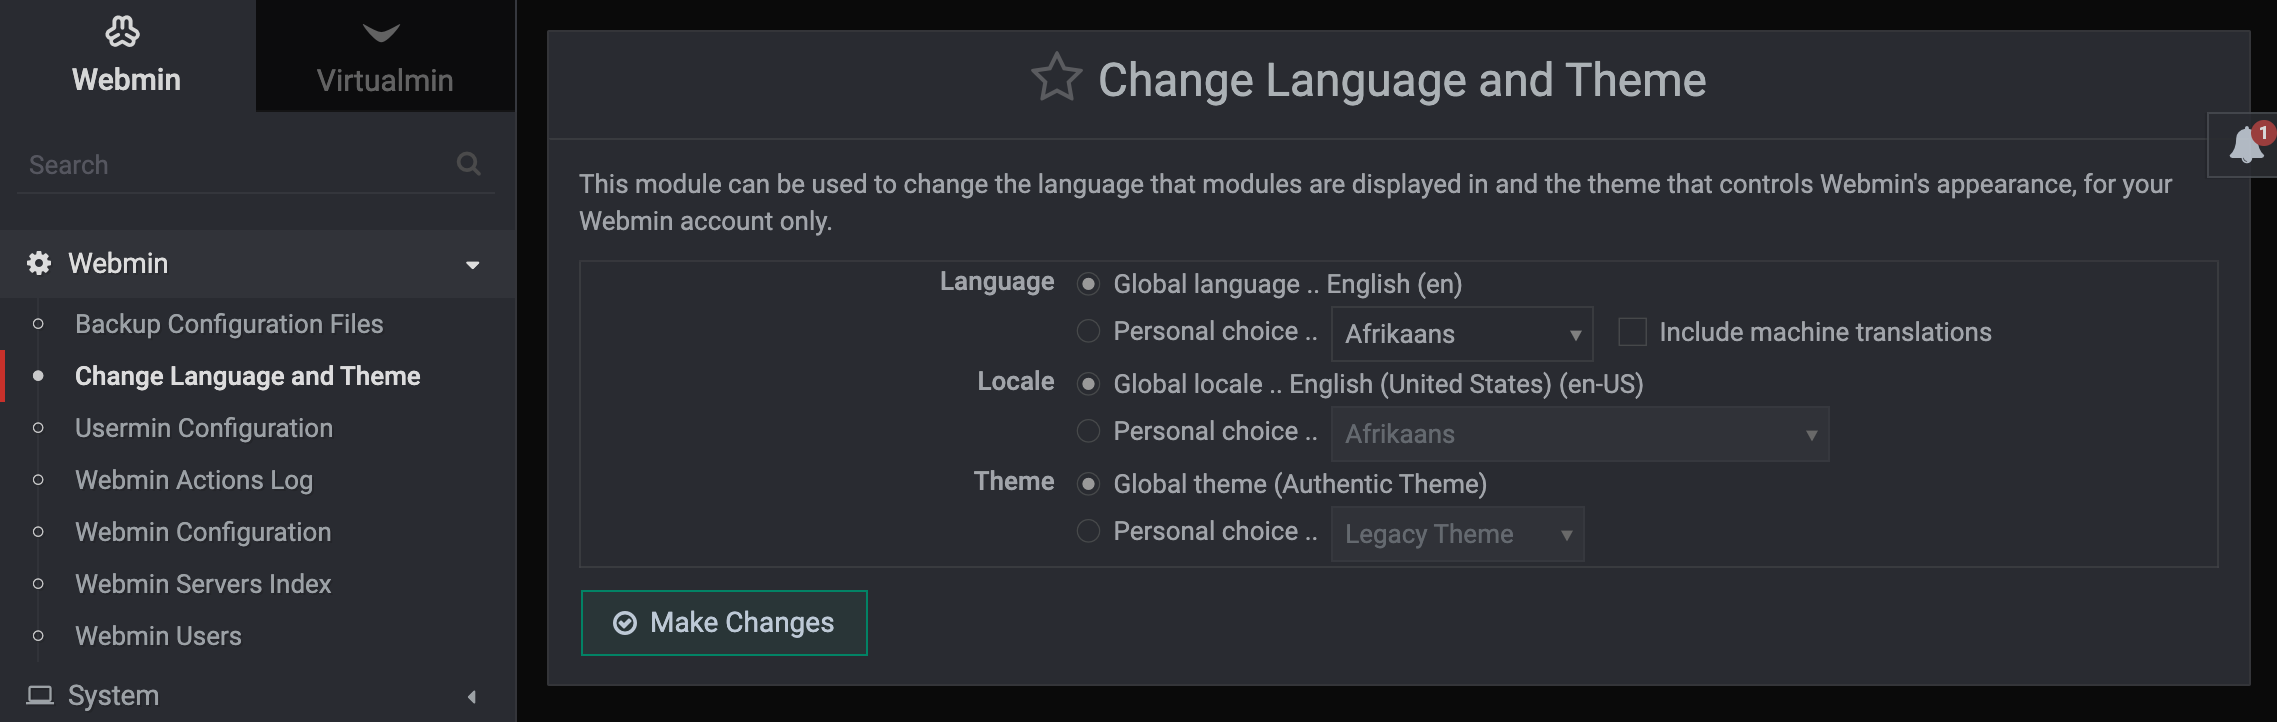 Webmin
Virtualmin
Search
Webmin
Backup Configuration Files
Change Language and Theme
Usermin Configuration
Webmin Actions Log
Webmin Configuration
Webmin Servers Index
Webmin Users
System
Change Language and Theme
1
This module can be used to change the language that modules are displayed in and the theme that controls Webmin's appearance, for your
Webmin account only.
Language Global language .. English (en)
Personal choice .. Afrikaans Include machine translations
Locale Global locale .. English (United States) (en-US)
Personal choice .. Afrikaans
Theme Global theme (Authentic Theme)
Personal choice .. Legacy Theme
Make Changes